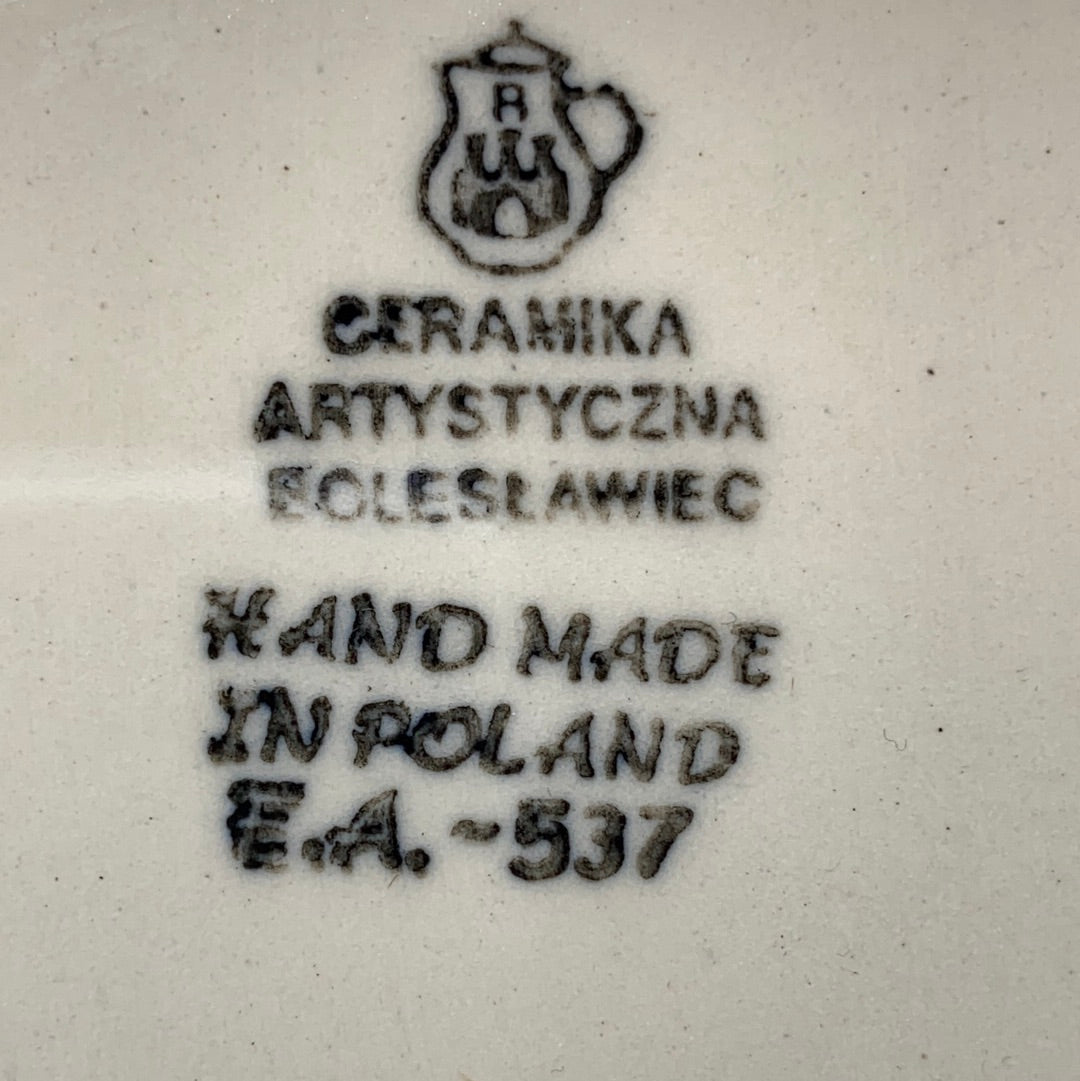 A
CERAMIKA
ARTYSTYCZNA
BOLESŁAWIEC
HAND MADE
IN POLAND
E.A.-537